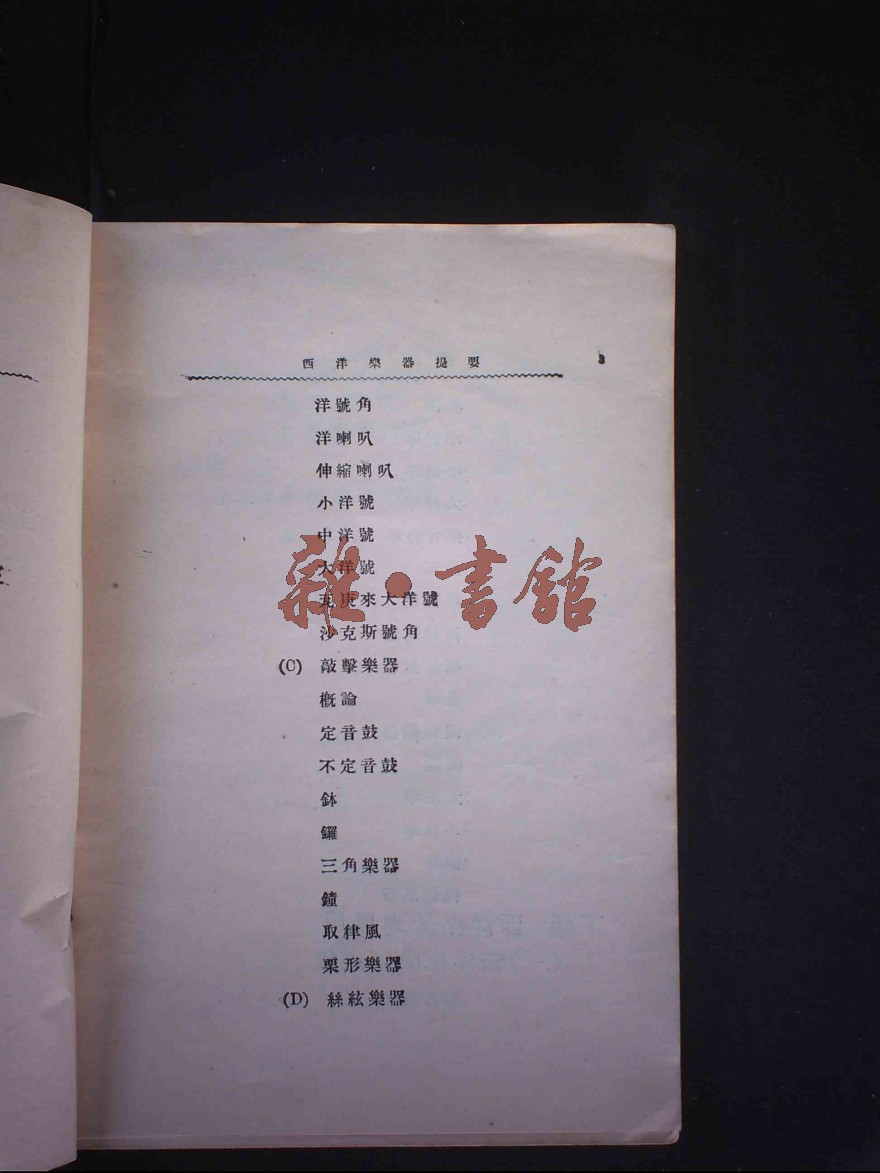 西洋樂器提要 3
洋號角
洋喇叭
伸縮喇叭
小洋號
中洋號
大洋號
瓦庚來大洋號
沙克斯號角
(C) 敲擊樂器
概論
定音鼓
不定音鼓
鉢
鑼
三角樂器
鐘
取律風
栗形樂器
(D) 絲絃樂器
雜·書館